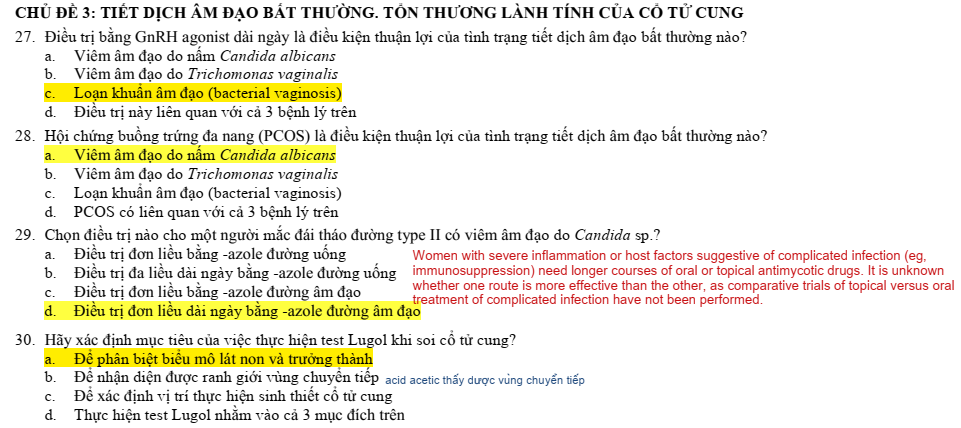 CHỦ ĐỀ 3: TIẾT DỊCH ÂM ĐẠO BẤT THƯỜNG. TỔN THƯƠNG LÀNH TÍNH CỦA CỔ TỬ CUNG
27. Điều trị bằng GnRH agonist dài ngày là điều kiện thuận lợi của tình trạng tiết dịch âm đạo bất thường nào?
a. Viêm âm đạo do nấm Candida albicans
b. Viêm âm đạo do Trichomonas vaginalis
c. Loạn khuẩn âm đạo (bacterial vaginosis)
d. Điều trị này liên quan với cả 3 bệnh lý trên
28. Hội chứng buồng trứng đa nang (PCOS) là điều kiện thuận lợi của tình trạng tiết dịch âm đạo bất thường nào?
a. Viêm âm đạo do nấm Candida albicans
b. Viêm âm đạo do Trichomonas vaginalis
c. Loạn khuẩn âm đạo (bacterial vaginosis)
d. PCOS có liên quan với cả 3 bệnh lý trên
29. Chọn điều trị nào cho một người mắc đái tháo đường type II có viêm âm đạo do Candida sp.?
a. Điều trị đơn liều bằng -azole đường uống
b. Điều trị đa liều dài ngày bằng -azole đường uống
c. Điều trị đơn liều bằng -azole đường âm đạo
d. Điều trị đơn liều dài ngày bằng -azole đường âm đạo
Women with severe inflammation or host factors suggestive of complicated infection (eg,
immunosuppression) need longer courses of oral or topical antimycotic drugs. It is unknown
whether one route is more effective than the other, as comparative trials of topical versus oral
treatment of complicated infection have not been performed.
30. Hãy xác định mục tiêu của việc thực hiện test Lugol khi soi cổ tử cung?
a. Để phân biệt biểu mô lát non và trưởng thành
b. Để nhận diện được ranh giới vùng chuyển tiếp acid acetic thấy dược vùng chuyển tiếp
c. Để xác định vị trí thực hiện sinh thiết cổ tử cung
d. Thực hiện test Lugol nhằm vào cả 3 mục đích trên